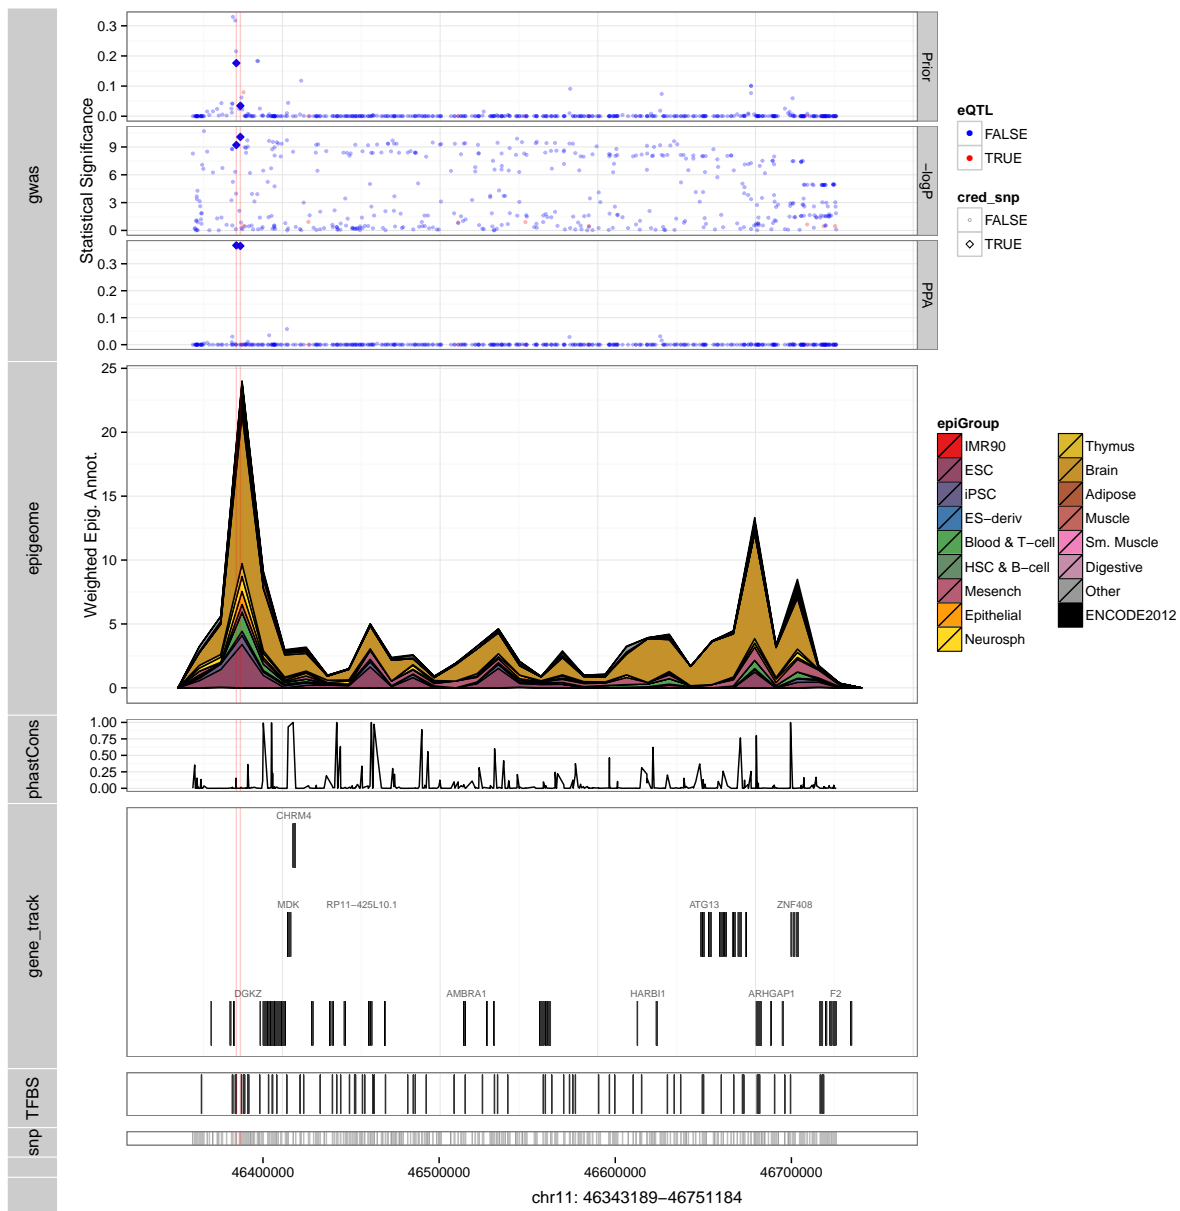 gwas
Statistical Significance
0.3
0.2
0.1
0.0
Prior
9
6
3
0
−logP
0.3
0.2
0.1
0.0
PPA
eQTL
FALSE
TRUE
cred_snp
FALSE
TRUE
epigeome
Weighted Epig. Annot.
25
20
15
10
5
0
epiGroup
IMR90
ESC
iPSC
ES−deriv
Blood & T−cell
HSC & B−cell
Mesench
Epithelial
Neurosph
Thymus
Brain
Adipose
Muscle
Sm. Muscle
Digestive
Other
ENCODE2012
phastCons
1.00
0.75
0.50
0.25
0.00
gene_track
CHRM4
MDK RP11−425L10.1 ATG13 ZNF408
DGKZ AMBRA1 HARBI1 ARHGAP1 F2
TFBS
snp
46400000 46500000 46600000 46700000
chr11: 46343189−46751184